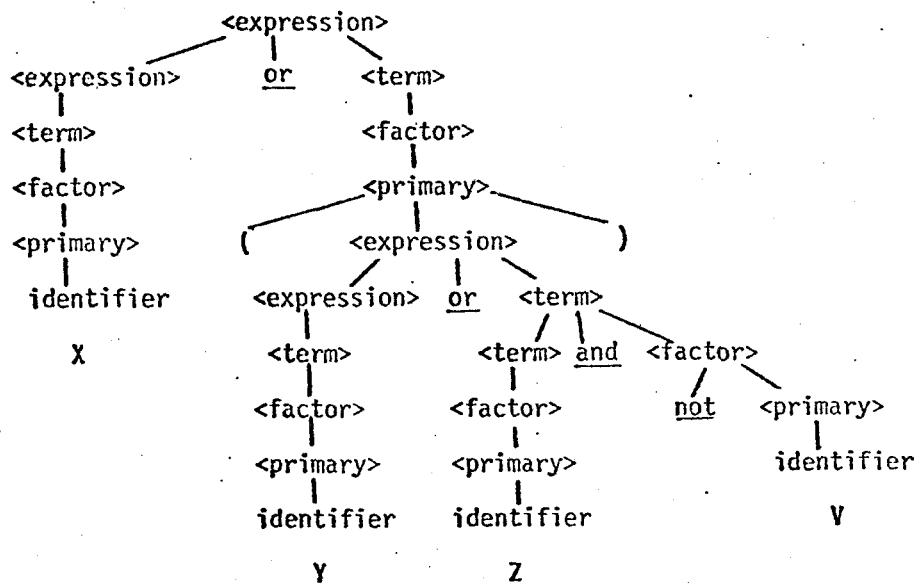 <expression>
<expression> or <term>
<term> <factor>
<factor> <primary>
<primary> ( <expression> )
identifier <expression> or <term>
X <term> <term> and <factor>
<factor> <factor> not <primary>
<primary> <primary> identifier
identifier identifier V
Y Z